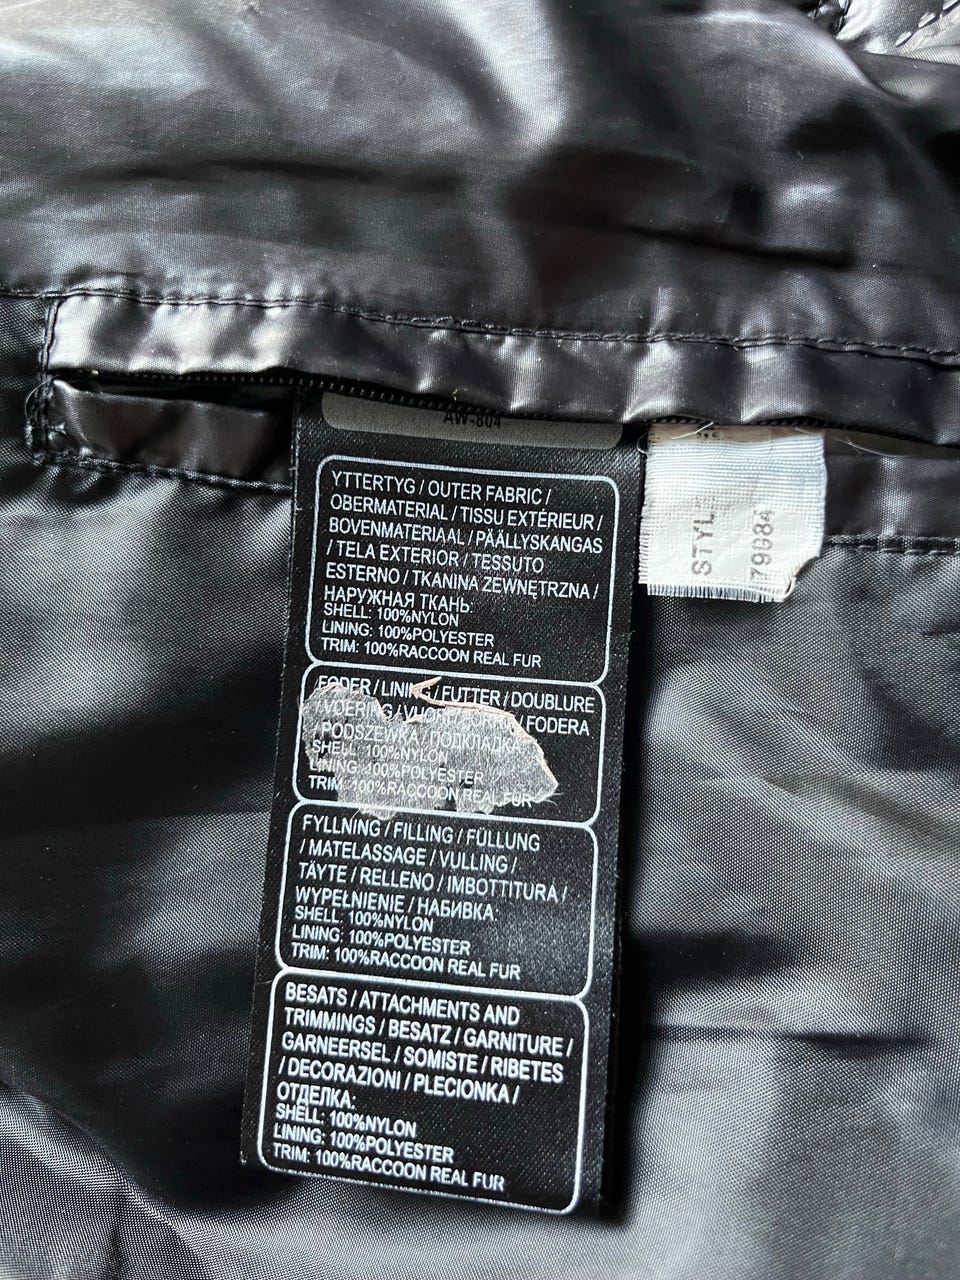 AW-804
YTTERTYG / OUTER FABRIC /
OBERMATERIAL / TISSU EXTÉRIEUR /
BOVENMATERIAAL / PÄÄLLYSKANGAS
/ TELA EXTERIOR / TESSUTO
ESTERNO / TKANINA ZEWNĘTRZNA /
НАРУЖНАЯ ТКАНЬ:
SHELL: 100%NYLON
LINING: 100%POLYESTER
TRIM: 100%RACCOON REAL FUR
FODER / LINING / FUTTER / DOUBLURE
/ VOERING / VUORI / / FODERA
/ PODSZEWKA / ПОДКЛАДКА
SHELL: 100%NYLON
LINING: 100%POLYESTER
TRIM: 100%RACCOON REAL FUR
FYLLNING / FILLING / FÜLLUNG
/ MATELASSAGE / VULLING /
TÄYTE / RELLENO / IMBOTTITURA /
WYPEŁNIENIE / НАБИВКА:
SHELL: 100%NYLON
LINING: 100%POLYESTER
TRIM: 100%RACCOON REAL FUR
BESATS / ATTACHMENTS AND
TRIMMINGS / BESATZ / GARNITURE /
GARNEERSEL / SOMISTE / RIBETES
/ DECORAZIONI / PLECIONKA /
ОТДЕЛКА:
SHELL: 100%NYLON
LINING: 100%POLYESTER
TRIM: 100%RACCOON REAL FUR
STYL
79084